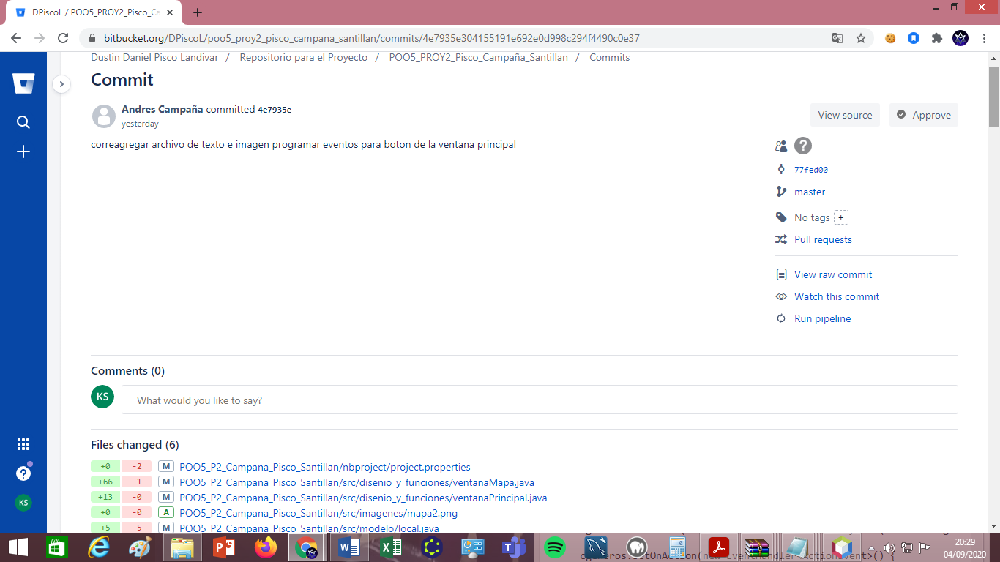 DPiscoL / POO5_PROY2_Pisco_Ca
bitbucket.org/DPiscoL/poo5_proy2_pisco_campana_santillan/commits/4e7935e304155191e692e0d998c294f4490c0e37
Dustin Daniel Pisco Landivar / Repositorio para el Proyecto / POO5_PROY2_Pisco_Campaña_Santillan / Commits
Commit
Andres Campaña committed 4e7935e
yesterday
View source
Approve
correagregar archivo de texto e imagen programar eventos para boton de la ventana principal
77fed00
master
No tags +
Pull requests
View raw commit
Watch this commit
Run pipeline
Comments (0)
KS
What would you like to say?
Files changed (6)
+0 -2 M POO5_P2_Campana_Pisco_Santillan/nbproject/project.properties
+66 -1 M POO5_P2_Campana_Pisco_Santillan/src/disenio_y_funciones/ventanaMapa.java
+13 -0 M POO5_P2_Campana_Pisco_Santillan/src/disenio_y_funciones/ventanaPrincipal.java
+0 -0 A POO5_P2_Campana_Pisco_Santillan/src/imagenes/mapa2.png
+5 -5 M POO5_P2_Campana_Pisco_Santillan/src/modelo/local.java
KS
20:29
04/09/2020